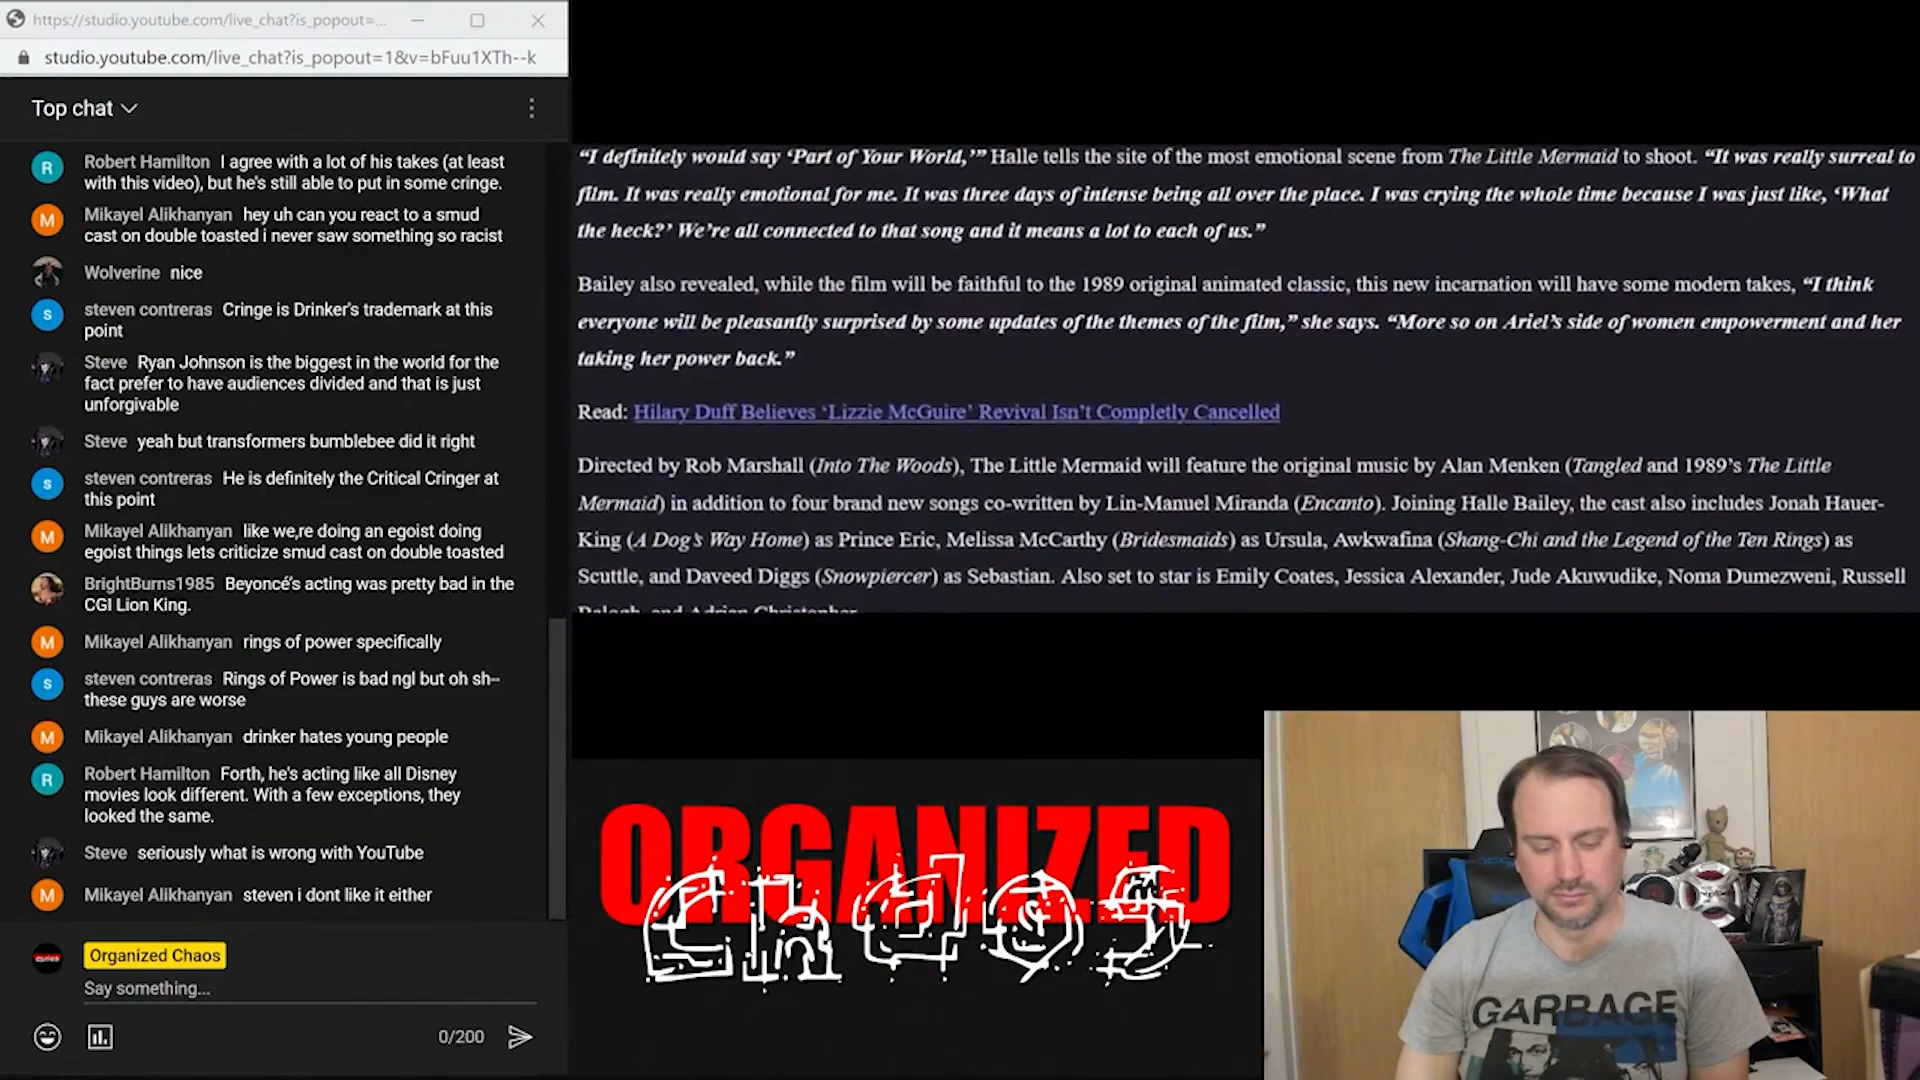 https://studio.youtube.com/live_chat?is_popout=...
studio.youtube.com/live_chat?is_popout=1&v=bFuu1XTh--k
Top chat
Robert Hamilton I agree with a lot of his takes (at least
with this video), but he's still able to put in some cringe.
Mikayel Alikhanyan hey uh can you react to a smud
cast on double toasted i never saw something so racist
Wolverine nice
steven contreras Cringe is Drinker's trademark at this
point
Steve Ryan Johnson is the biggest in the world for the
fact prefer to have audiences divided and that is just
unforgivable
Steve yeah but transformers bumblebee did it right
steven contreras He is definitely the Critical Cringer at
this point
Mikayel Alikhanyan like we,re doing an egoist doing
egoist things lets criticize smud cast on double toasted
BrightBurns1985 Beyoncé's acting was pretty bad in the
CGI Lion King.
Mikayel Alikhanyan rings of power specifically
steven contreras Rings of Power is bad ngl but oh sh--
these guys are worse
Mikayel Alikhanyan drinker hates young people
Robert Hamilton Forth, he's acting like all Disney
movies look different. With a few exceptions, they
looked the same.
Steve seriously what is wrong with YouTube
Mikayel Alikhanyan steven i dont like it either
Organized Chaos
Say something...
0/200
“I definitely would say ‘Part of Your World,’” Halle tells the site of the most emotional scene from The Little Mermaid to shoot. “It was really surreal to
film. It was really emotional for me. It was three days of intense being all over the place. I was crying the whole time because I was just like, ‘What
the heck?’ We’re all connected to that song and it means a lot to each of us.”
Bailey also revealed, while the film will be faithful to the 1989 original animated classic, this new incarnation will have some modern takes, “I think
everyone will be pleasantly surprised by some updates of the themes of the film,” she says. “More so on Ariel’s side of women empowerment and her
taking her power back.”
Read: Hilary Duff Believes ‘Lizzie McGuire’ Revival Isn’t Completly Cancelled
Directed by Rob Marshall (Into The Woods), The Little Mermaid will feature the original music by Alan Menken (Tangled and 1989’s The Little
Mermaid) in addition to four brand new songs co-written by Lin-Manuel Miranda (Encanto). Joining Halle Bailey, the cast also includes Jonah Hauer-
King (A Dog’s Way Home) as Prince Eric, Melissa McCarthy (Bridesmaids) as Ursula, Awkwafina (Shang-Chi and the Legend of the Ten Rings) as
Scuttle, and Daveed Diggs (Snowpiercer) as Sebastian. Also set to star is Emily Coates, Jessica Alexander, Jude Akuwudike, Noma Dumezweni, Russell
Balogh, and Adrian Christopher.
ORGANIZED
chaos
GARBAGE